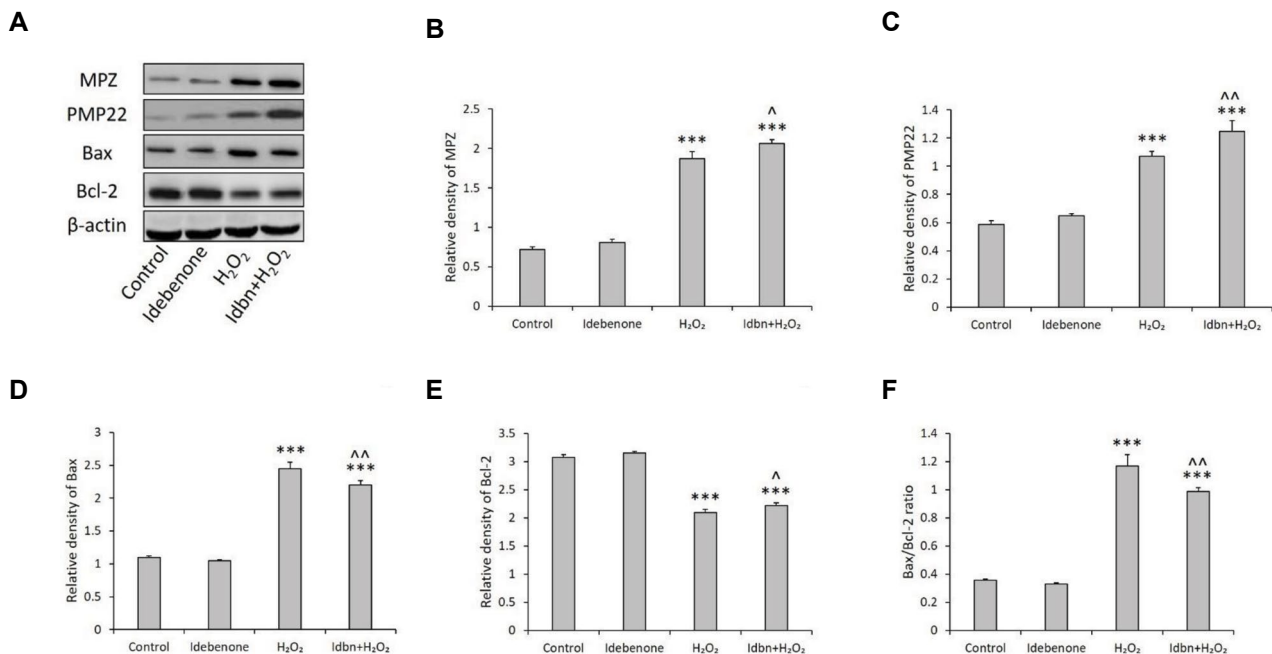 A
MPZ
PMP22
Bax
Bcl-2
β-actin
Control
Idebenone
H₂O₂
Idbn+H₂O₂
B
Relative density of MPZ
2.5
2
1.5
1
0.5
0
***
^
***
Control Idebenone H₂O₂ Idbn+H₂O₂
C
Relative density of PMP22
1.4
1.2
1
0.8
0.6
0.4
0.2
0
***
^^
***
Control Idebenone H₂O₂ Idbn+H₂O₂
D
Relative density of Bax
3
2.5
2
1.5
1
0.5
0
***
^^
***
Control Idebenone H₂O₂ Idbn+H₂O₂
E
Relative density of Bcl-2
3.5
3
2.5
2
1.5
1
0.5
0
***
^
***
Control Idebenone H₂O₂ Idbn+H₂O₂
F
Bax/Bcl-2 ratio
1.4
1.2
1
0.8
0.6
0.4
0.2
0
***
^^
***
Control Idebenone H₂O₂ Idbn+H₂O₂